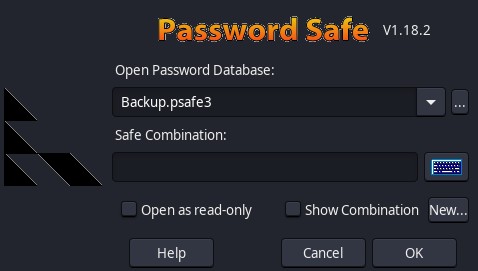 Password Safe V1.18.2
Open Password Database:
Backup.psafe3
...
Safe Combination:
Open as read-only Show Combination New...
Help Cancel OK